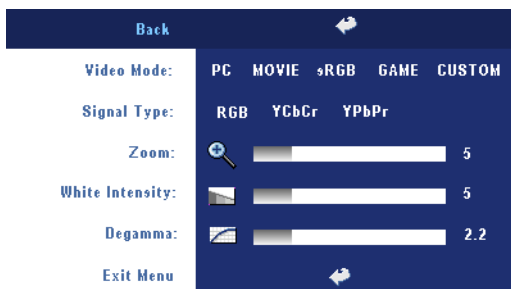 Back
Video Mode: PC MOVIE sRGB GAME CUSTOM
Signal Type: RGB YCbCr YPbPr
Zoom: 5
White Intensity: 5
Degamma: 2.2
Exit Menu